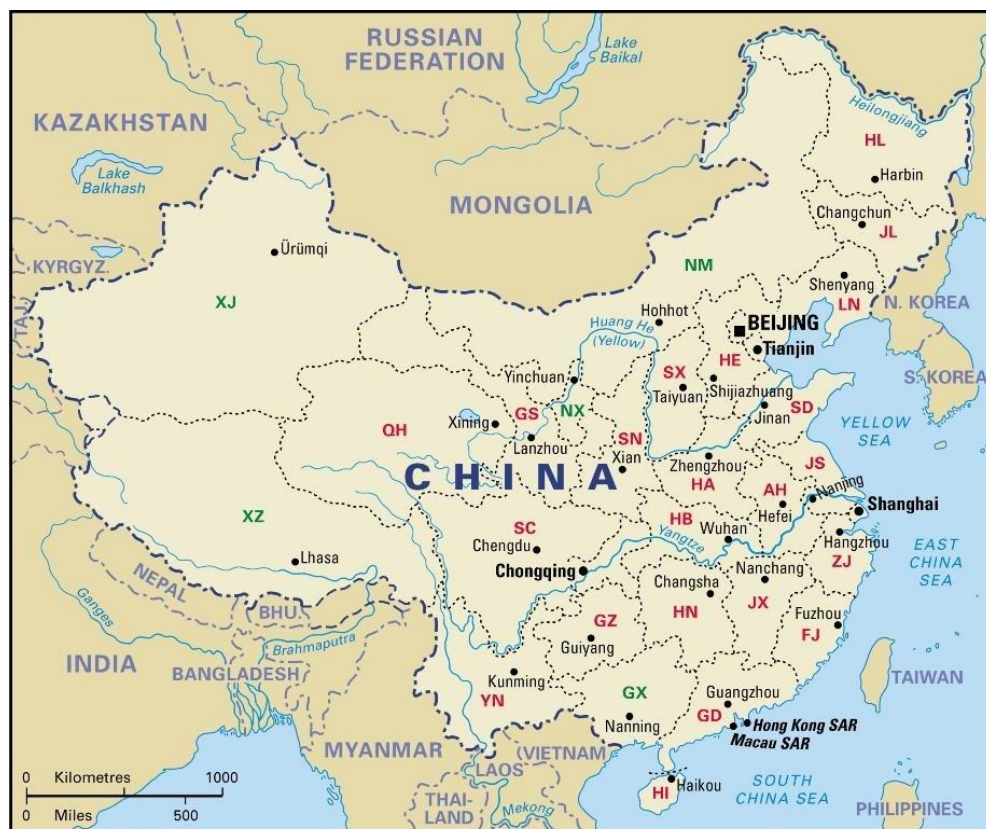 RUSSIAN
FEDERATION
Lake
Baikal
KAZAKHSTAN
Lake
Balkhash
MONGOLIA
Heilongjiang
HL
Harbin
Changchun
JL
Ürümqi
KYRGYZ.
XJ
TAJ.
NM
Shenyang
LN
N. KOREA
Hohhot
Huang He
(Yellow)
BEIJING
Tianjin
HE
SX
Yinchuan
Taiyuan
Shijiazhuang
S. KOREA
QH
Xining
GS
NX
Lanzhou
Jinan
SD
YELLOW
SEA
SN
Xian
CHINA
Zhengzhou
HA
JS
AH
Nanjing
Hefei
Shanghai
XZ
SC
HB
Wuhan
Yangtze
Hangzhou
ZJ
Chengdu
Chongqing
EAST
CHINA
SEA
Lhasa
Changsha
Nanchang
HN
JX
NEPAL
BHU.
Ganges
Brahmaputra
GZ
Guiyang
Fuzhou
FJ
INDIA
BANGLADESH
Kunming
YN
GX
Nanning
Guangzhou
GD
TAIWAN
Hong Kong SAR
Macau SAR
MYANMAR
VIETNAM
LAOS
0 Kilometres 1000
0 Miles 500
THAI-
LAND
Mekong
HI
Haikou
SOUTH
CHINA SEA
PHILIPPINES